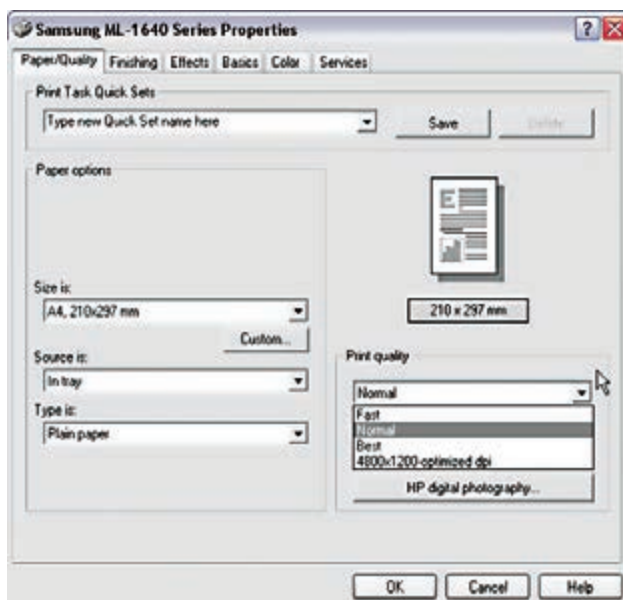 Samsung ML-1640 Series Properties
Paper/Quality Finishing Effects Basics Color Services
Print Task Quick Sets
Type new Quick Set name here
Save
Delete
Paper options
Size is:
A4, 210x297 mm
Custom...
Source is:
In tray
Type is:
Plain paper
210 x 297 mm
Print quality
Normal
Fast
Normal
Best
4800x1200-optimized dpi
HP digital photography...
OK Cancel Help